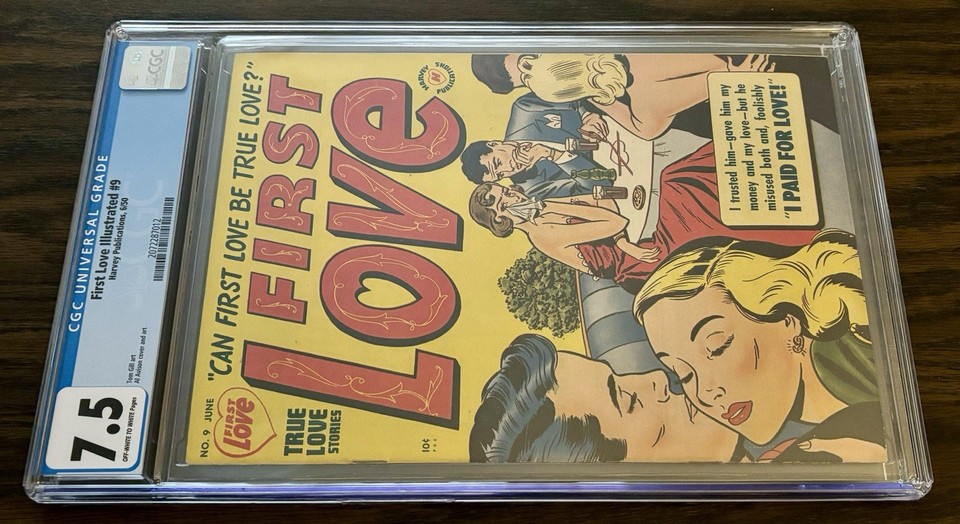 CGC UNIVERSAL GRADE
First Love Illustrated #9
Harvey Publications, 6/50
2072287012
Tom Gill art
Al Avison cover and art
7.5
OFF-WHITE TO WHITE Pages
CGC
"CAN FIRST LOVE BE TRUE LOVE?"
FIRST
LOVE
HARVEY
H
PUBLICATIONS
NO. 9 JUNE
FIRST
LOVE
TRUE
LOVE
STORIES
10¢
I trusted him—gave him my
money and my love—but he
misused both and, foolishly
"I PAID FOR LOVE!"